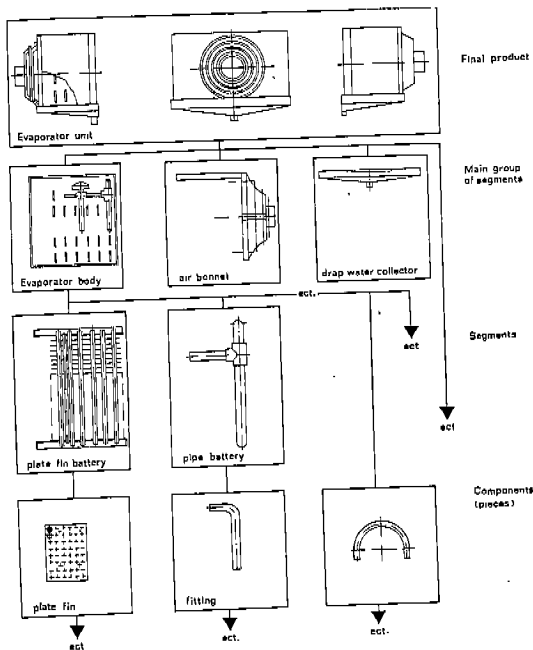 Final product
Evaporator unit
Main group
of segments
Evaporator body
air bonnet
drap water collector
ect.
ect
Segments
ect
plate fin battery
pipe battery
Components
(pieces)
plate fin
fitting
ect
ect.
ect.